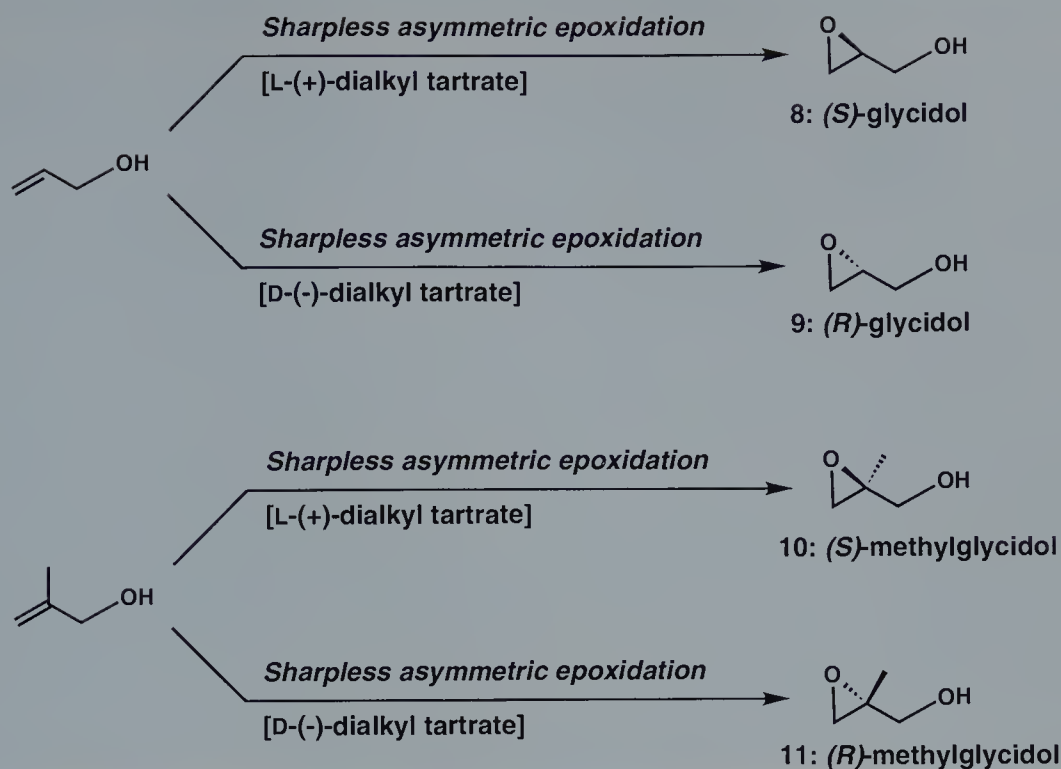 Sharpless asymmetric epoxidation
[L-(+)-dialkyl tartrate]
O
OH
8: (S)-glycidol
OH
Sharpless asymmetric epoxidation
[D-(-)-dialkyl tartrate]
O
OH
9: (R)-glycidol
Sharpless asymmetric epoxidation
[L-(+)-dialkyl tartrate]
O
OH
10: (S)-methylglycidol
OH
Sharpless asymmetric epoxidation
[D-(-)-dialkyl tartrate]
O
OH
11: (R)-methylglycidol